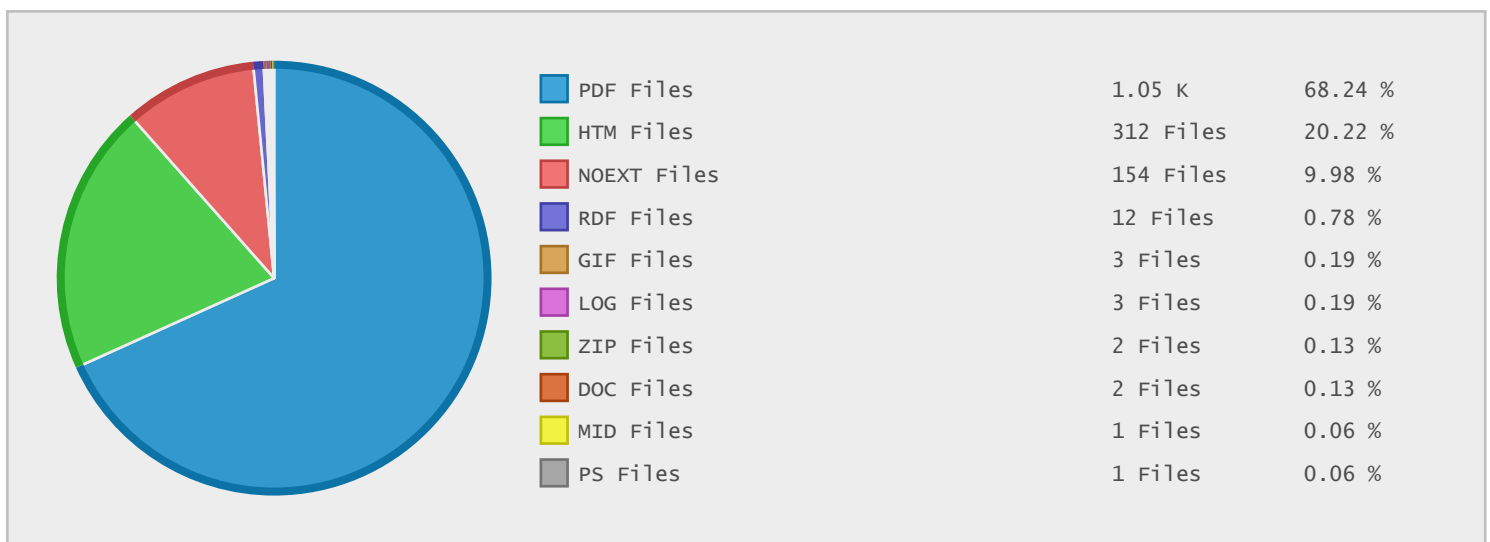 PDF Files 1.05 K 68.24 %
HTM Files 312 Files 20.22 %
NOEXT Files 154 Files 9.98 %
RDF Files 12 Files 0.78 %
GIF Files 3 Files 0.19 %
LOG Files 3 Files 0.19 %
ZIP Files 2 Files 0.13 %
DOC Files 2 Files 0.13 %
MID Files 1 Files 0.06 %
PS Files 1 Files 0.06 %